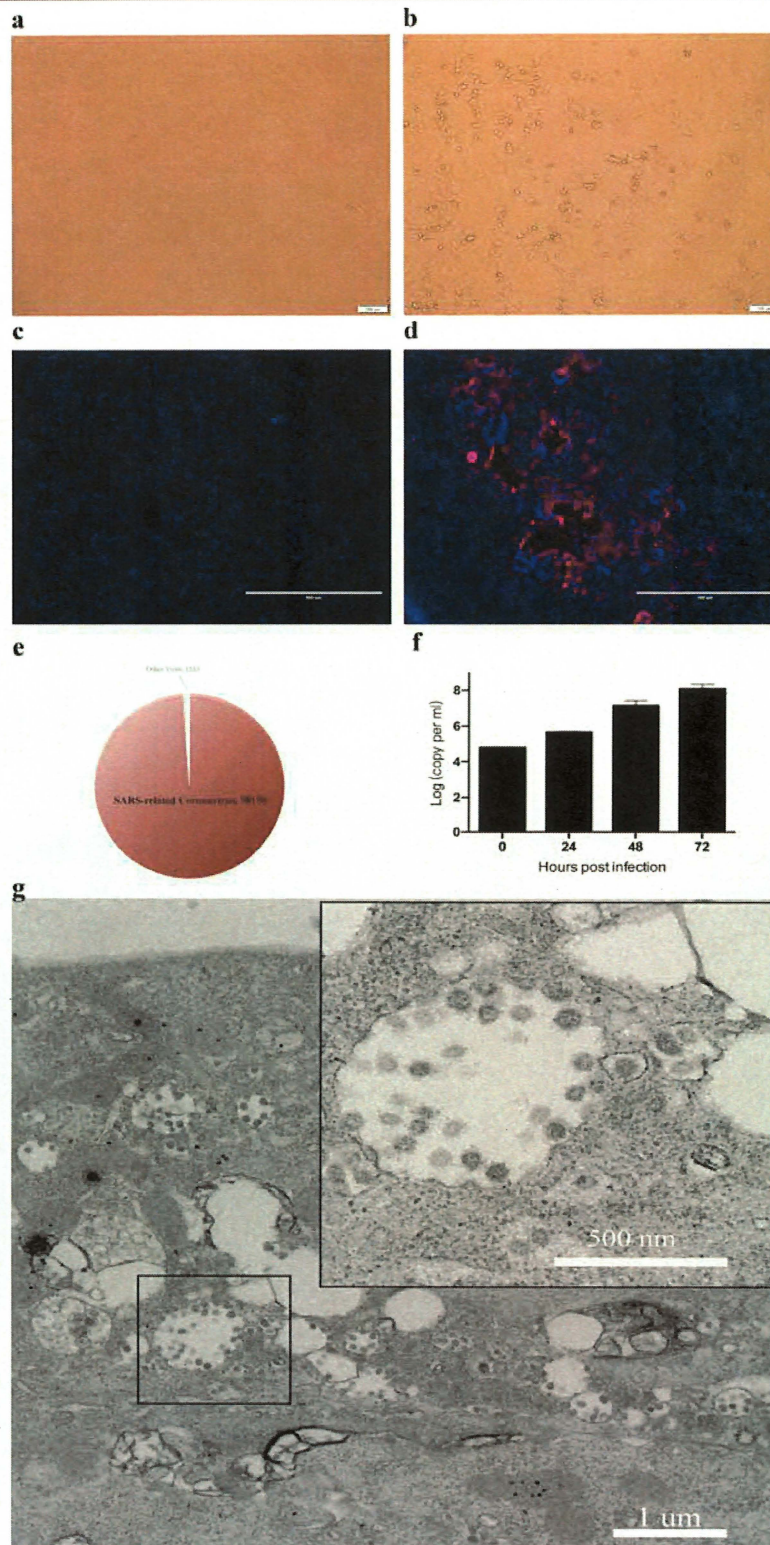 a
b
c
d
e
f
SARS-related Coronavirus,
Log (copy per ml)
8
6
4
2
0
0 24 48 72
Hours post infection
g
500 nm
1 um